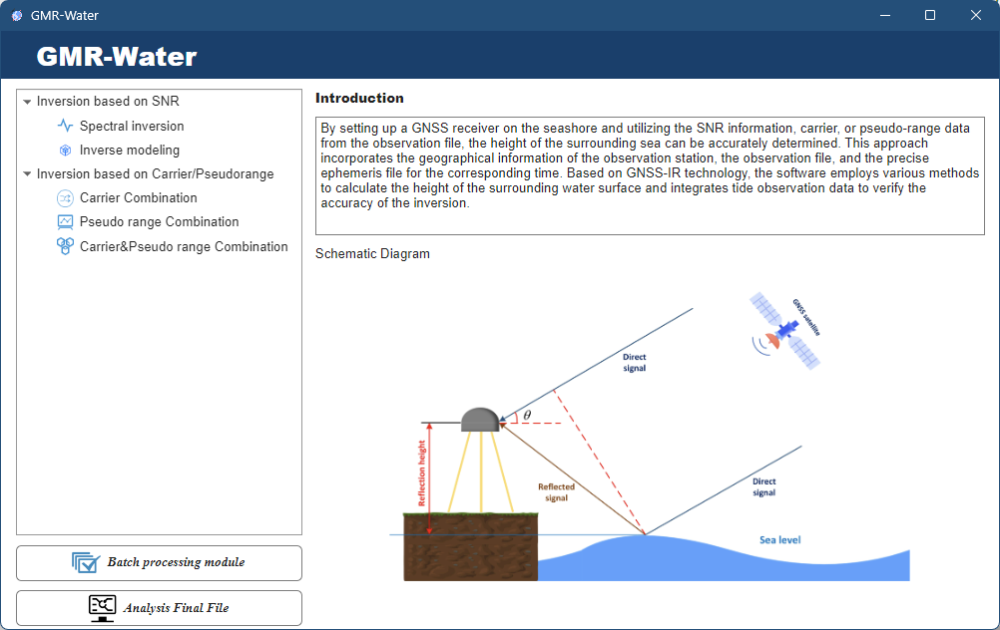 GMR-Water
GMR-Water
Inversion based on SNR
Spectral inversion
Inverse modeling
Inversion based on Carrier/Pseudorange
Carrier Combination
Pseudo range Combination
Carrier&Pseudo range Combination
Batch processing module
Analysis Final File
Introduction
By setting up a GNSS receiver on the seashore and utilizing the SNR information, carrier, or pseudo-range data
from the observation file, the height of the surrounding sea can be accurately determined. This approach
incorporates the geographical information of the observation station, the observation file, and the precise
ephemeris file for the corresponding time. Based on GNSS-IR technology, the software employs various methods
to calculate the height of the surrounding water surface and integrates tide observation data to verify the
accuracy of the inversion.
Schematic Diagram
GNSS satellite
Direct
signal
θ
Reflection height
Reflected
signal
Direct
signal
Sea level